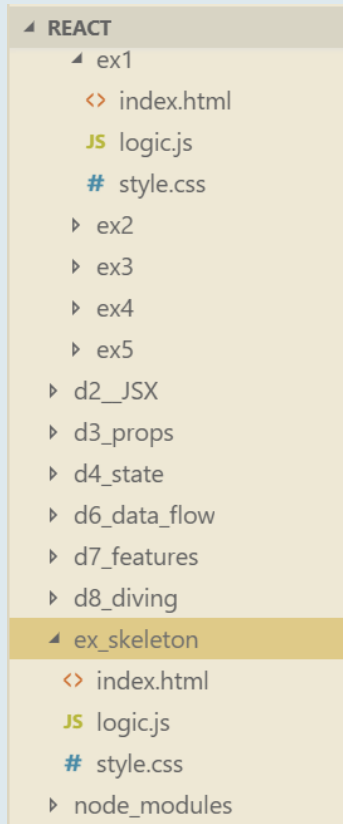 REACT
ex1
<> index.html
JS logic.js
# style.css
ex2
ex3
ex4
ex5
d2__JSX
d3_props
d4_state
d6_data_flow
d7_features
d8_diving
ex_skeleton
<> index.html
JS logic.js
# style.css
node_modules